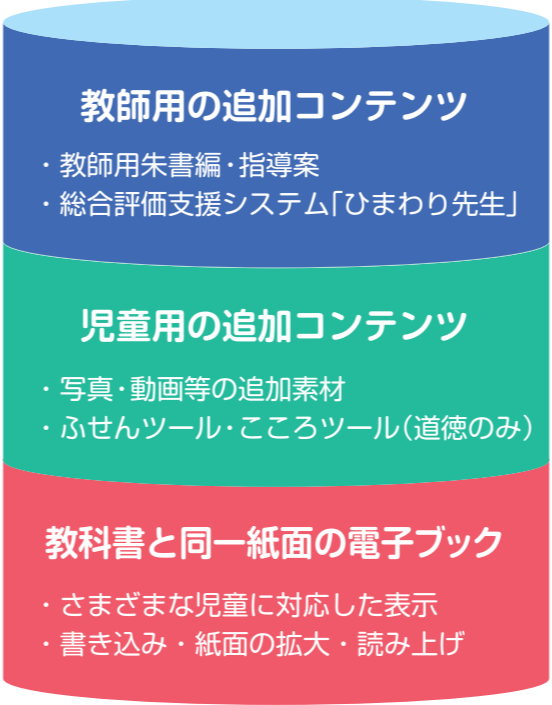 教師用の追加コンテンツ
・教師用朱書編・指導案
・総合評価支援システム「ひまわり先生」
児童用の追加コンテンツ
・写真・動画等の追加素材
・ふせんツール・こころツール（道徳のみ）
教科書と同一紙面の電子ブック
・さまざまな児童に対応した表示
・書き込み・紙面の拡大・読み上げ